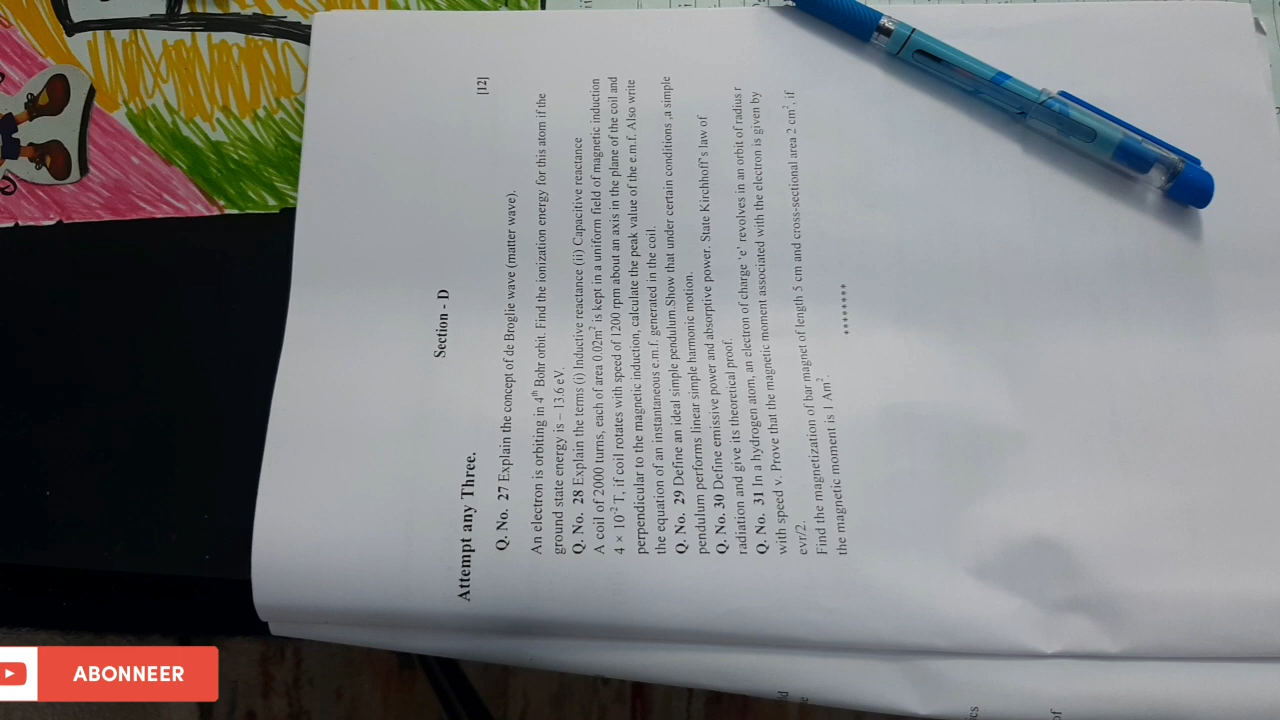 Section - D
Attempt any Three. [12]
Q. No. 27 Explain the concept of de Broglie wave (matter wave).
An electron is orbiting in 4th Bohr orbit. Find the ionization energy for this atom if the
ground state energy is – 13.6 eV.
Q. No. 28 Explain the terms (i) Inductive reactance (ii) Capacitive reactance
A coil of 2000 turns, each of area 0.02m² is kept in a uniform field of magnetic induction
4 × 10⁻² T, if coil rotates with speed of 1200 rpm about an axis in the plane of the coil and
perpendicular to the magnetic induction, calculate the peak value of the e.m.f. Also write
the equation of an instantaneous e.m.f. generated in the coil.
Q. No. 29 Define an ideal simple pendulum.Show that under certain conditions ,a simple
pendulum performs linear simple harmonic motion.
Q. No. 30 Define emissive power and absorptive power. State Kirchhoff's law of
radiation and give its theoretical proof.
Q. No. 31 In a hydrogen atom, an electron of charge 'e' revolves in an orbit of radius r
with speed v. Prove that the magnetic moment associated with the electron is given by
evr/2.
Find the magnetization of bar magnet of length 5 cm and cross-sectional area 2 cm², if
the magnetic moment is 1 Am².
********
ABONNEER